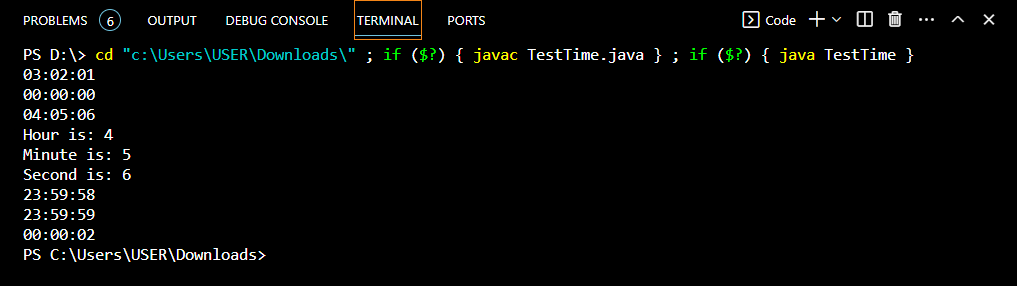 PROBLEMS 6 OUTPUT DEBUG CONSOLE TERMINAL PORTS Code
PS D:\> cd "c:\Users\USER\Downloads\" ; if ($?) { javac TestTime.java } ; if ($?) { java TestTime }
03:02:01
00:00:00
04:05:06
Hour is: 4
Minute is: 5
Second is: 6
23:59:58
23:59:59
00:00:02
PS C:\Users\USER\Downloads>